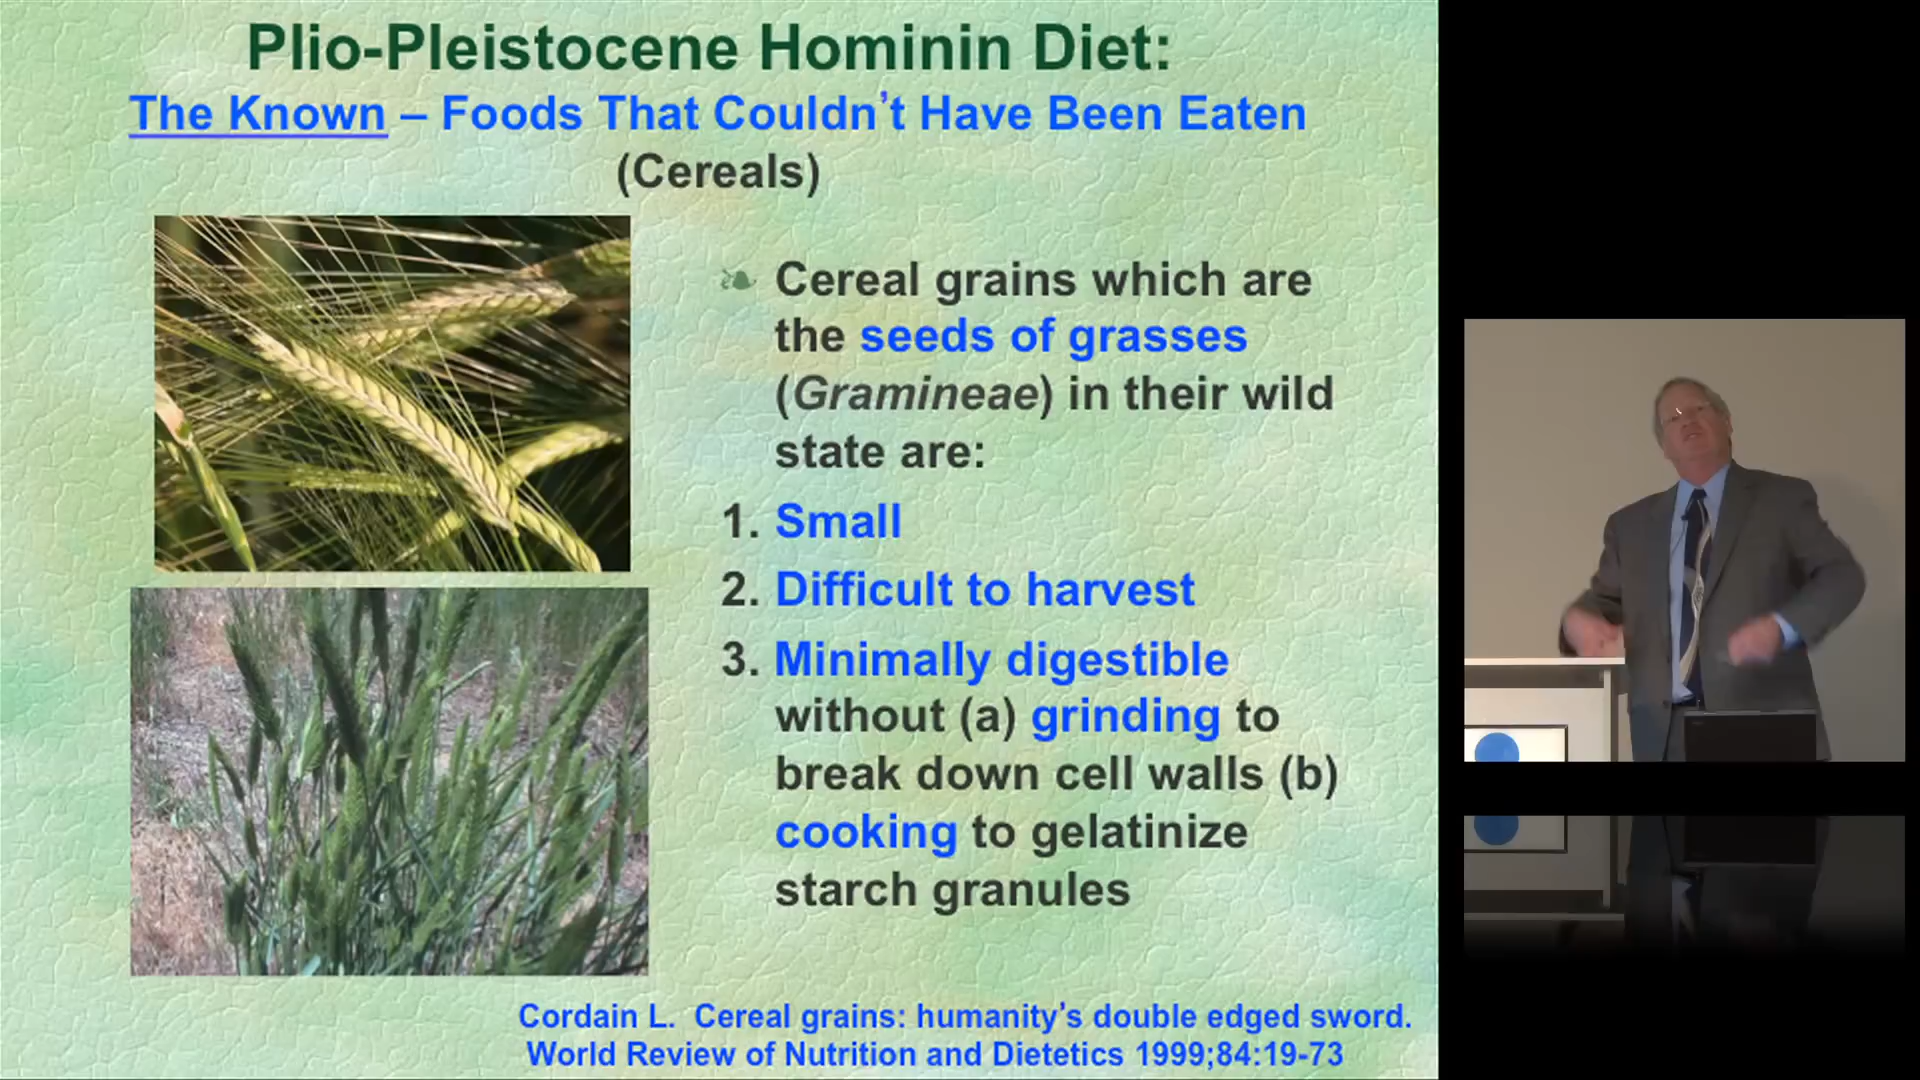 Plio-Pleistocene Hominin Diet:
The Known – Foods That Couldn’t Have Been Eaten
(Cereals)
Cereal grains which are
the seeds of grasses
(Gramineae) in their wild
state are:
1. Small
2. Difficult to harvest
3. Minimally digestible
without (a) grinding to
break down cell walls (b)
cooking to gelatinize
starch granules
Cordain L. Cereal grains: humanity’s double edged sword.
World Review of Nutrition and Dietetics 1999;84:19-73